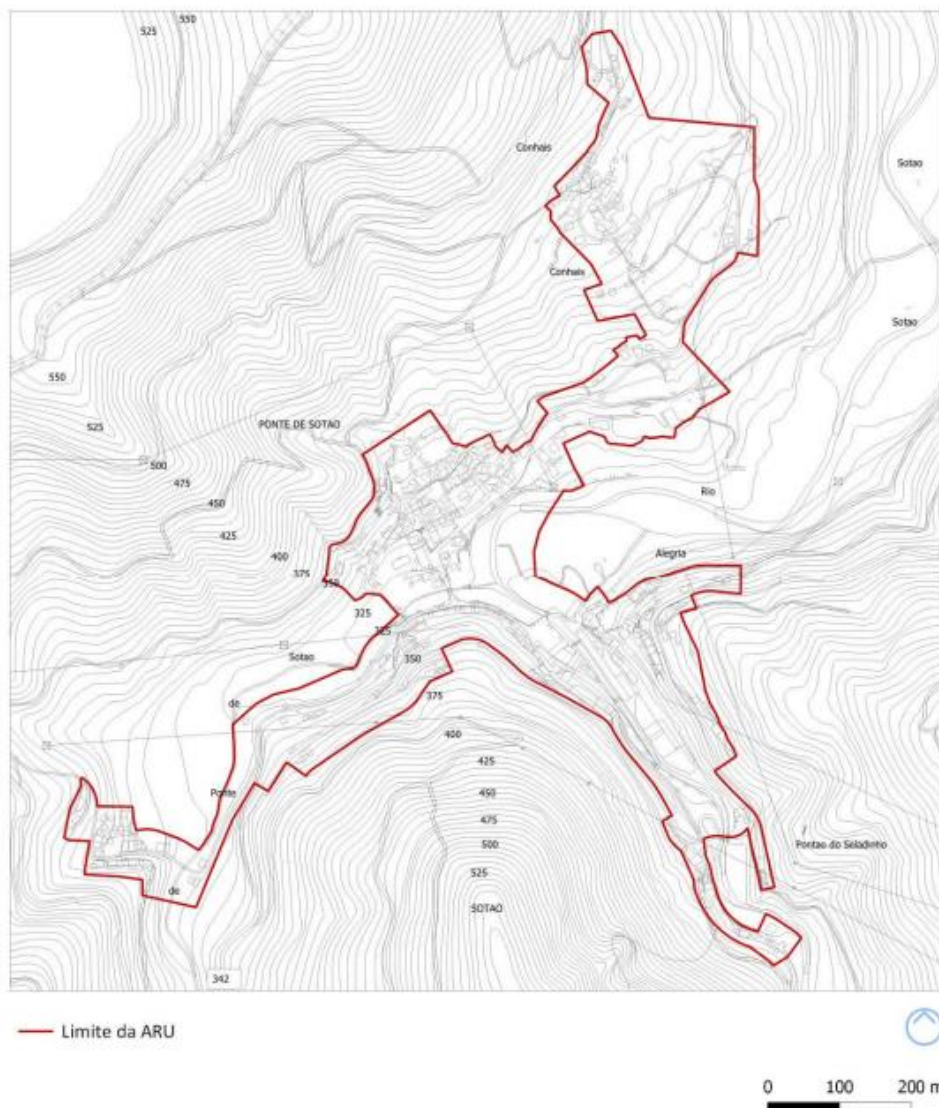 550
525
Conhais
Sotao
Conhais
Sotao
550
PONTE DE SOTAO
525
500
475
450
425
400
375
350
325
325
Rio
Alegria
350
Sotao
375
de
400
425
Ponte
450
475
500
Pontao do Seladinho
525
de
SOTAO
342
Limite da ARU
0 100 200 m